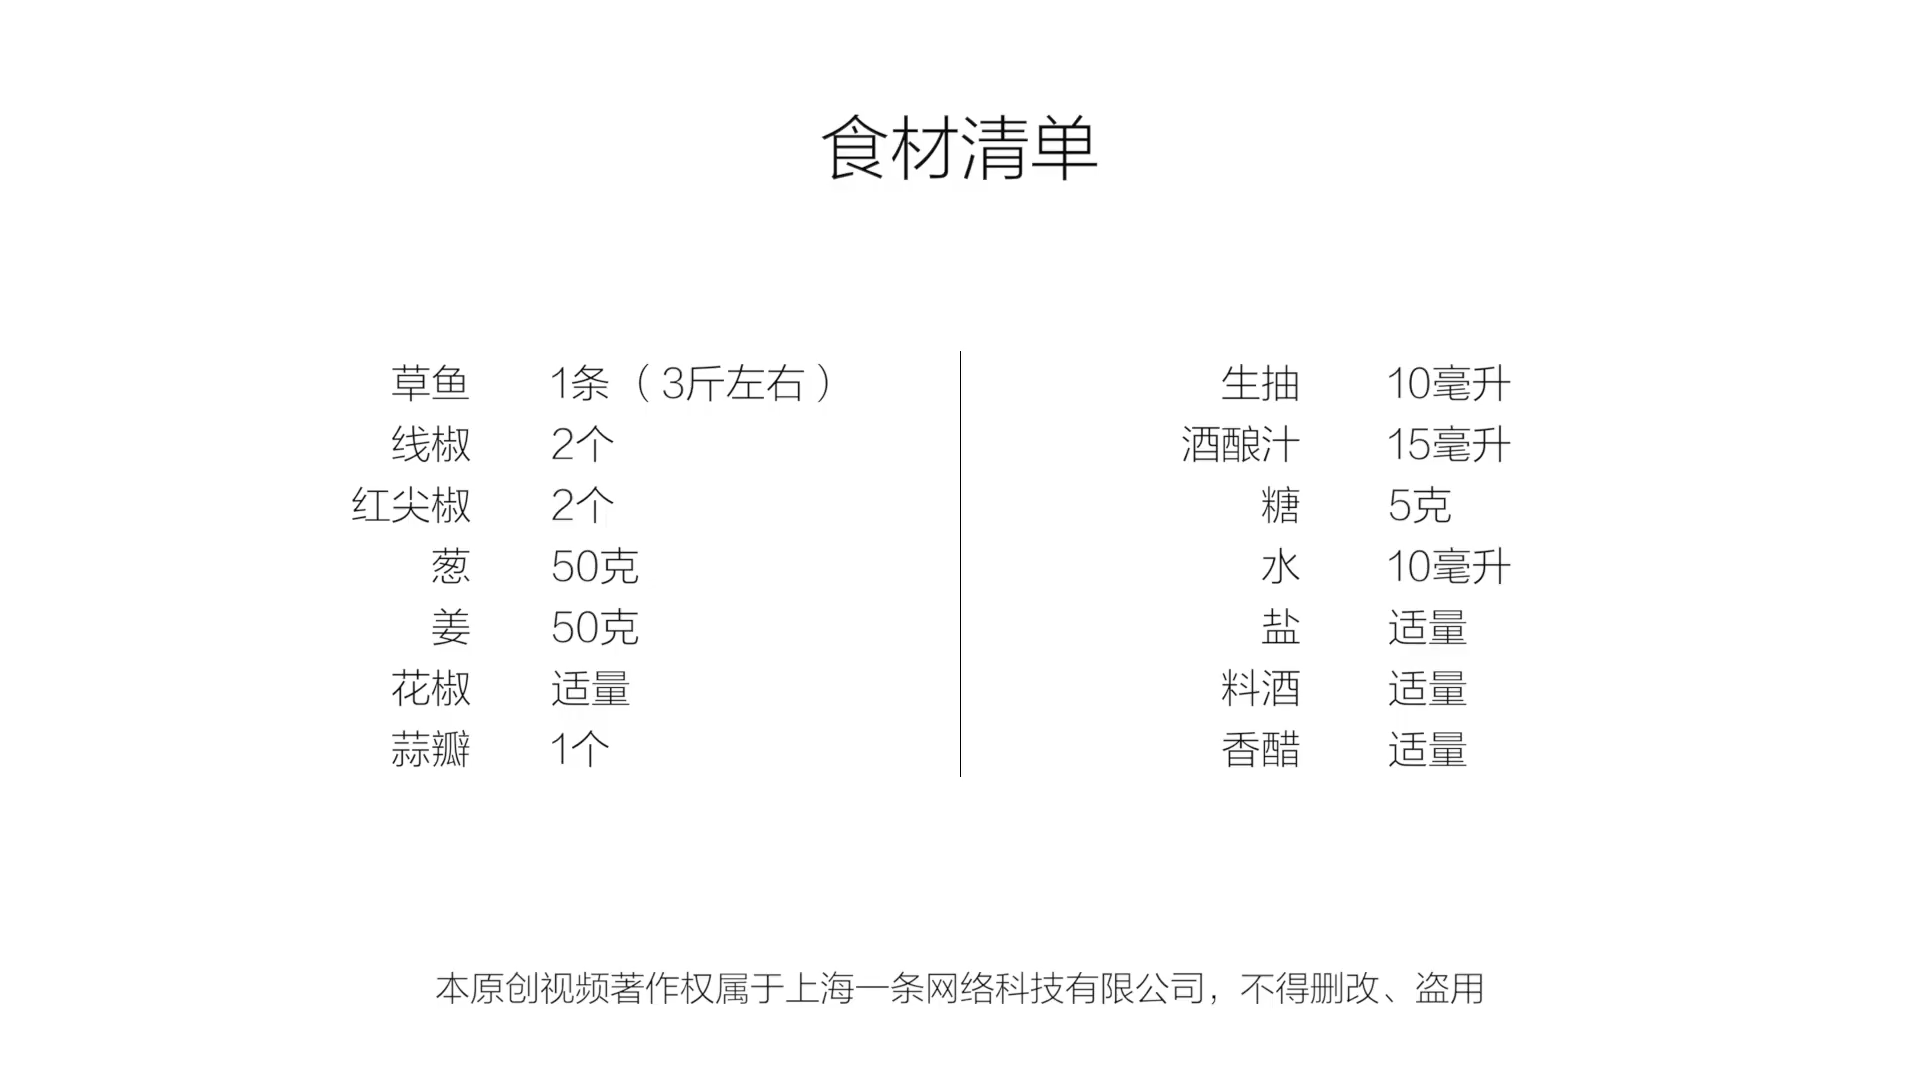 食材清单
草鱼 1条（3斤左右）
线椒 2个
红尖椒 2个
葱 50克
姜 50克
花椒 适量
蒜瓣 1个
生抽 10毫升
酒酿汁 15毫升
糖 5克
水 10毫升
盐 适量
料酒 适量
香醋 适量
本原创视频著作权属于上海一条网络科技有限公司，不得删改、盗用